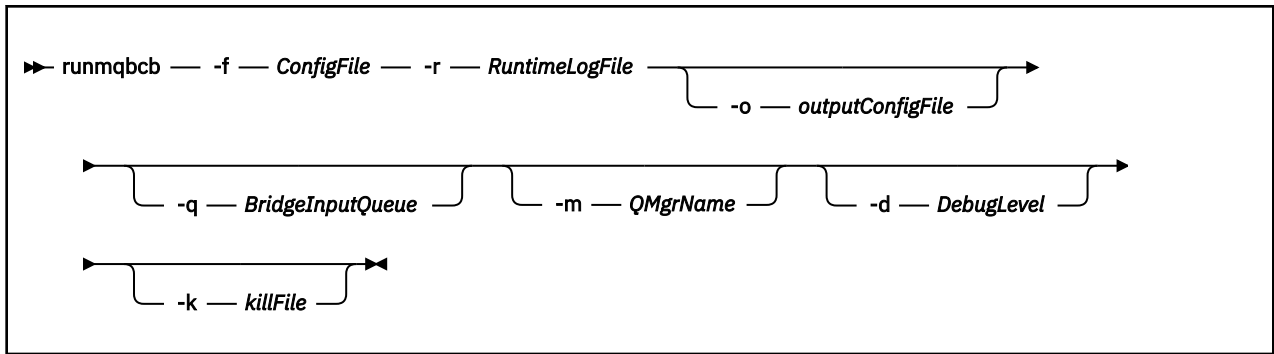 runmqbcb -f ConfigFile -r RuntimeLogFile
-o outputConfigFile
-q BridgeInputQueue -m QMgrName -d DebugLevel
-k killFile